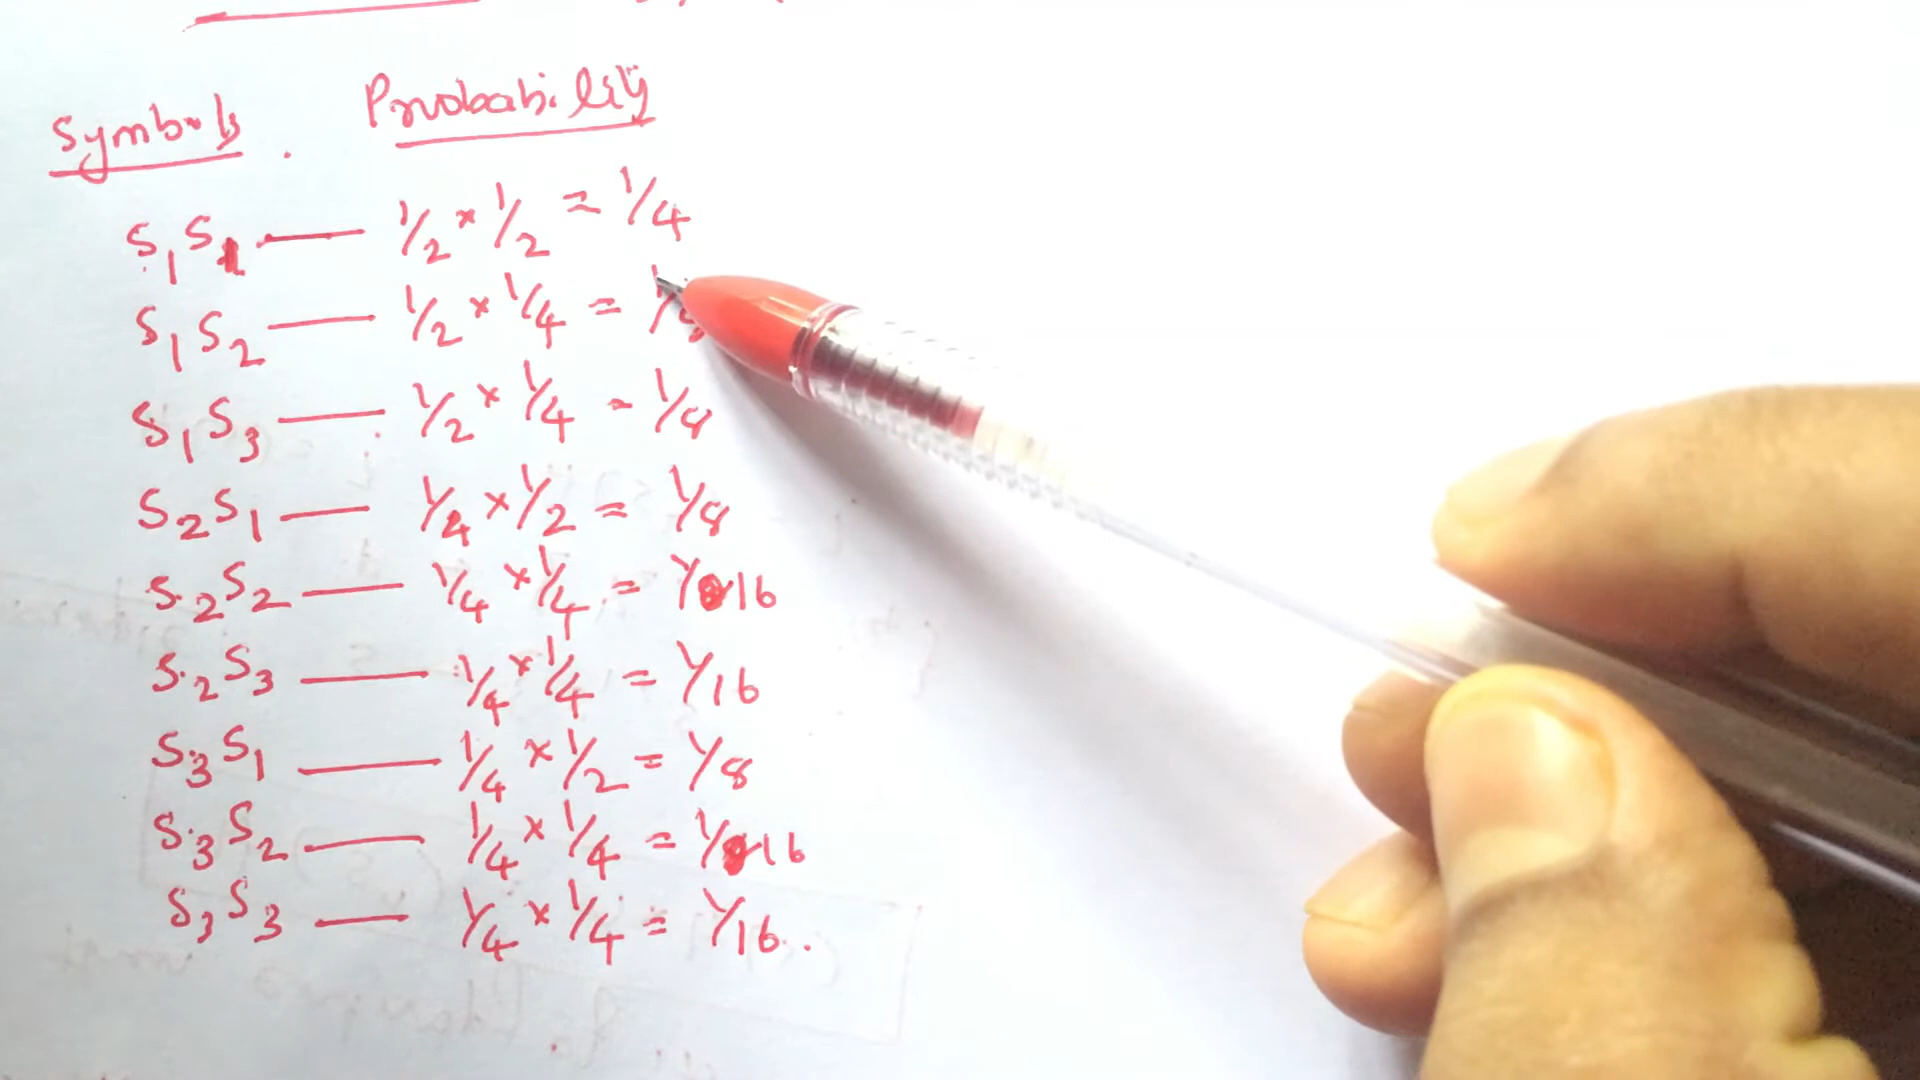 Symbols. Probability
S₁S₁ — 1/2 × 1/2 = 1/4
S₁S₂ — 1/2 × 1/4 = 1/8
S₁S₃ — 1/2 × 1/4 = 1/8
S₂S₁ — 1/4 × 1/2 = 1/8
S₂S₂ — 1/4 × 1/4 = 1/16
S₂S₃ — 1/4 × 1/4 = 1/16
S₃S₁ — 1/4 × 1/2 = 1/8
S₃S₂ — 1/4 × 1/4 = 1/16
S₃S₃ — 1/4 × 1/4 = 1/16.